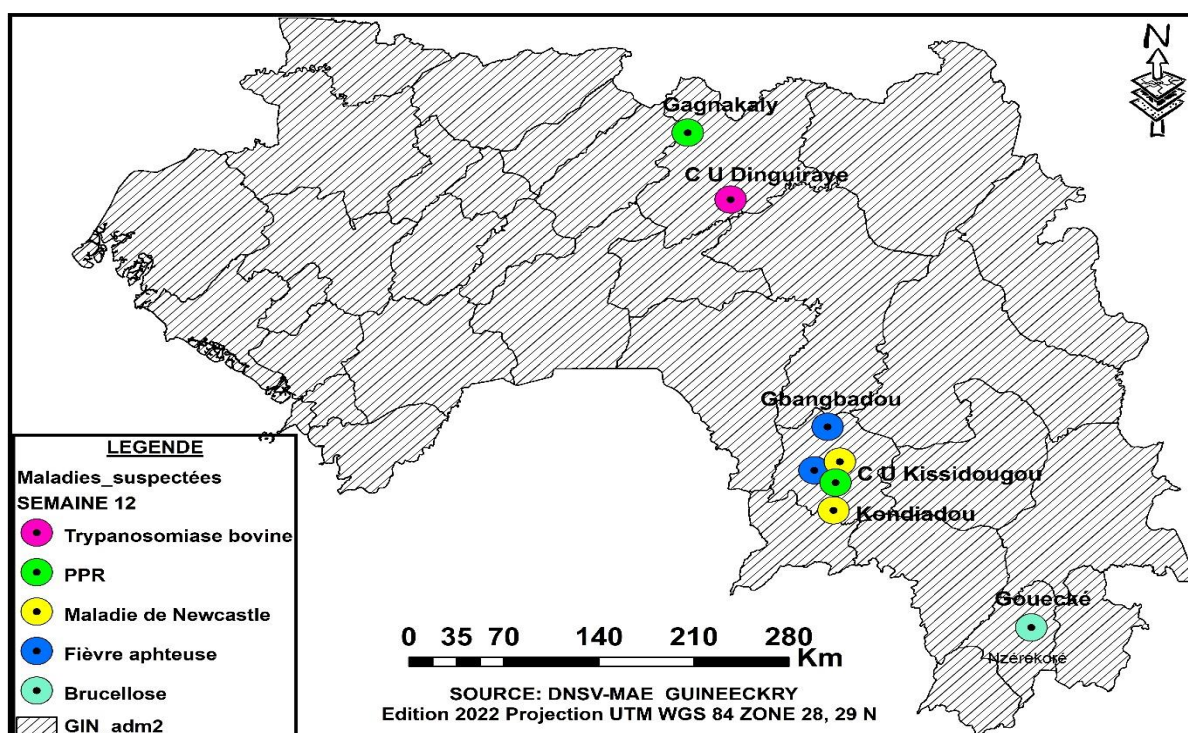 N
Gagnakaly
C U Dinguiraye
Gbangbadou
C U Kissidougou
Kondiadou
Gouecké
Nzérekoré
LEGENDE
Maladies_suspectées
SEMAINE 12
Trypanosomiase bovine
PPR
Maladie de Newcastle
Fièvre aphteuse
Brucellose
GIN_adm2
0 35 70 140 210 280
Km
SOURCE: DNSV-MAE GUINEECKRY
Edition 2022 Projection UTM WGS 84 ZONE 28, 29 N